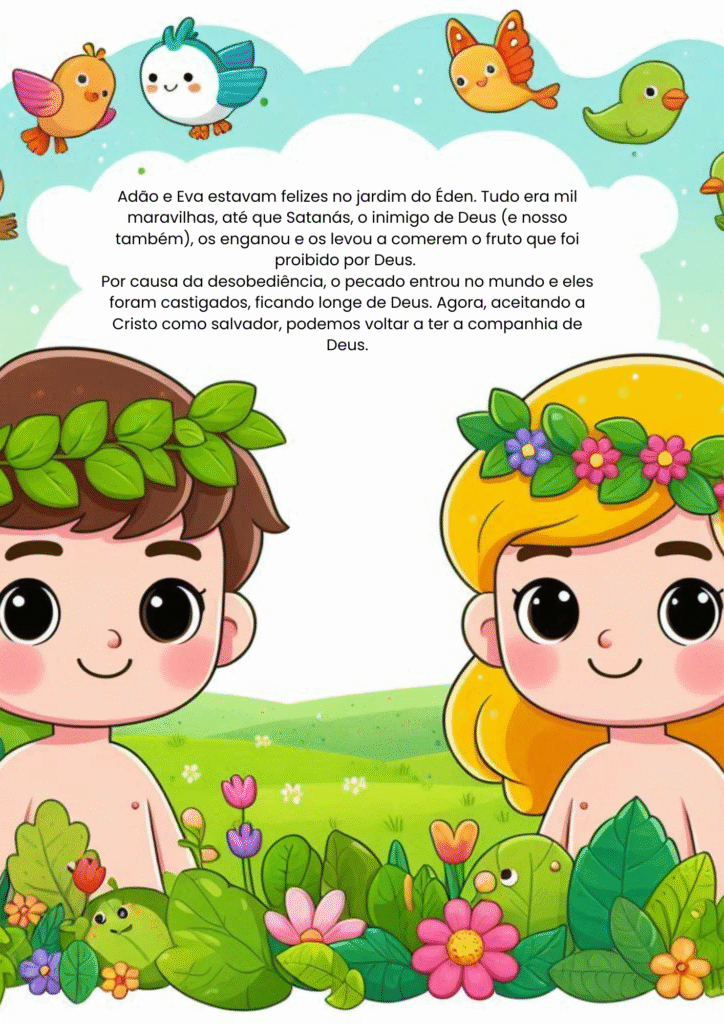 Adão e Eva estavam felizes no jardim do Éden. Tudo era mil
maravilhas, até que Satanás, o inimigo de Deus (e nosso
também), os enganou e os levou a comerem o fruto que foi
proibido por Deus.
Por causa da desobediência, o pecado entrou no mundo e eles
foram castigados, ficando longe de Deus. Agora, aceitando a
Cristo como salvador, podemos voltar a ter a companhia de
Deus.